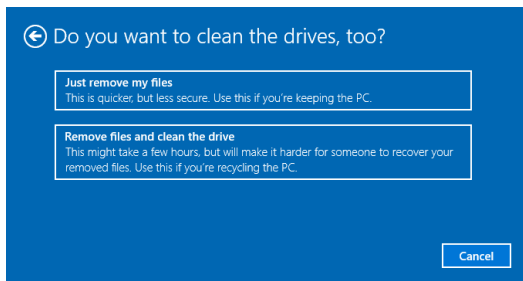 Do you want to clean the drives, too?
Just remove my files
This is quicker, but less secure. Use this if you're keeping the PC.
Remove files and clean the drive
This might take a few hours, but will make it harder for someone to recover your
removed files. Use this if you're recycling the PC.
Cancel